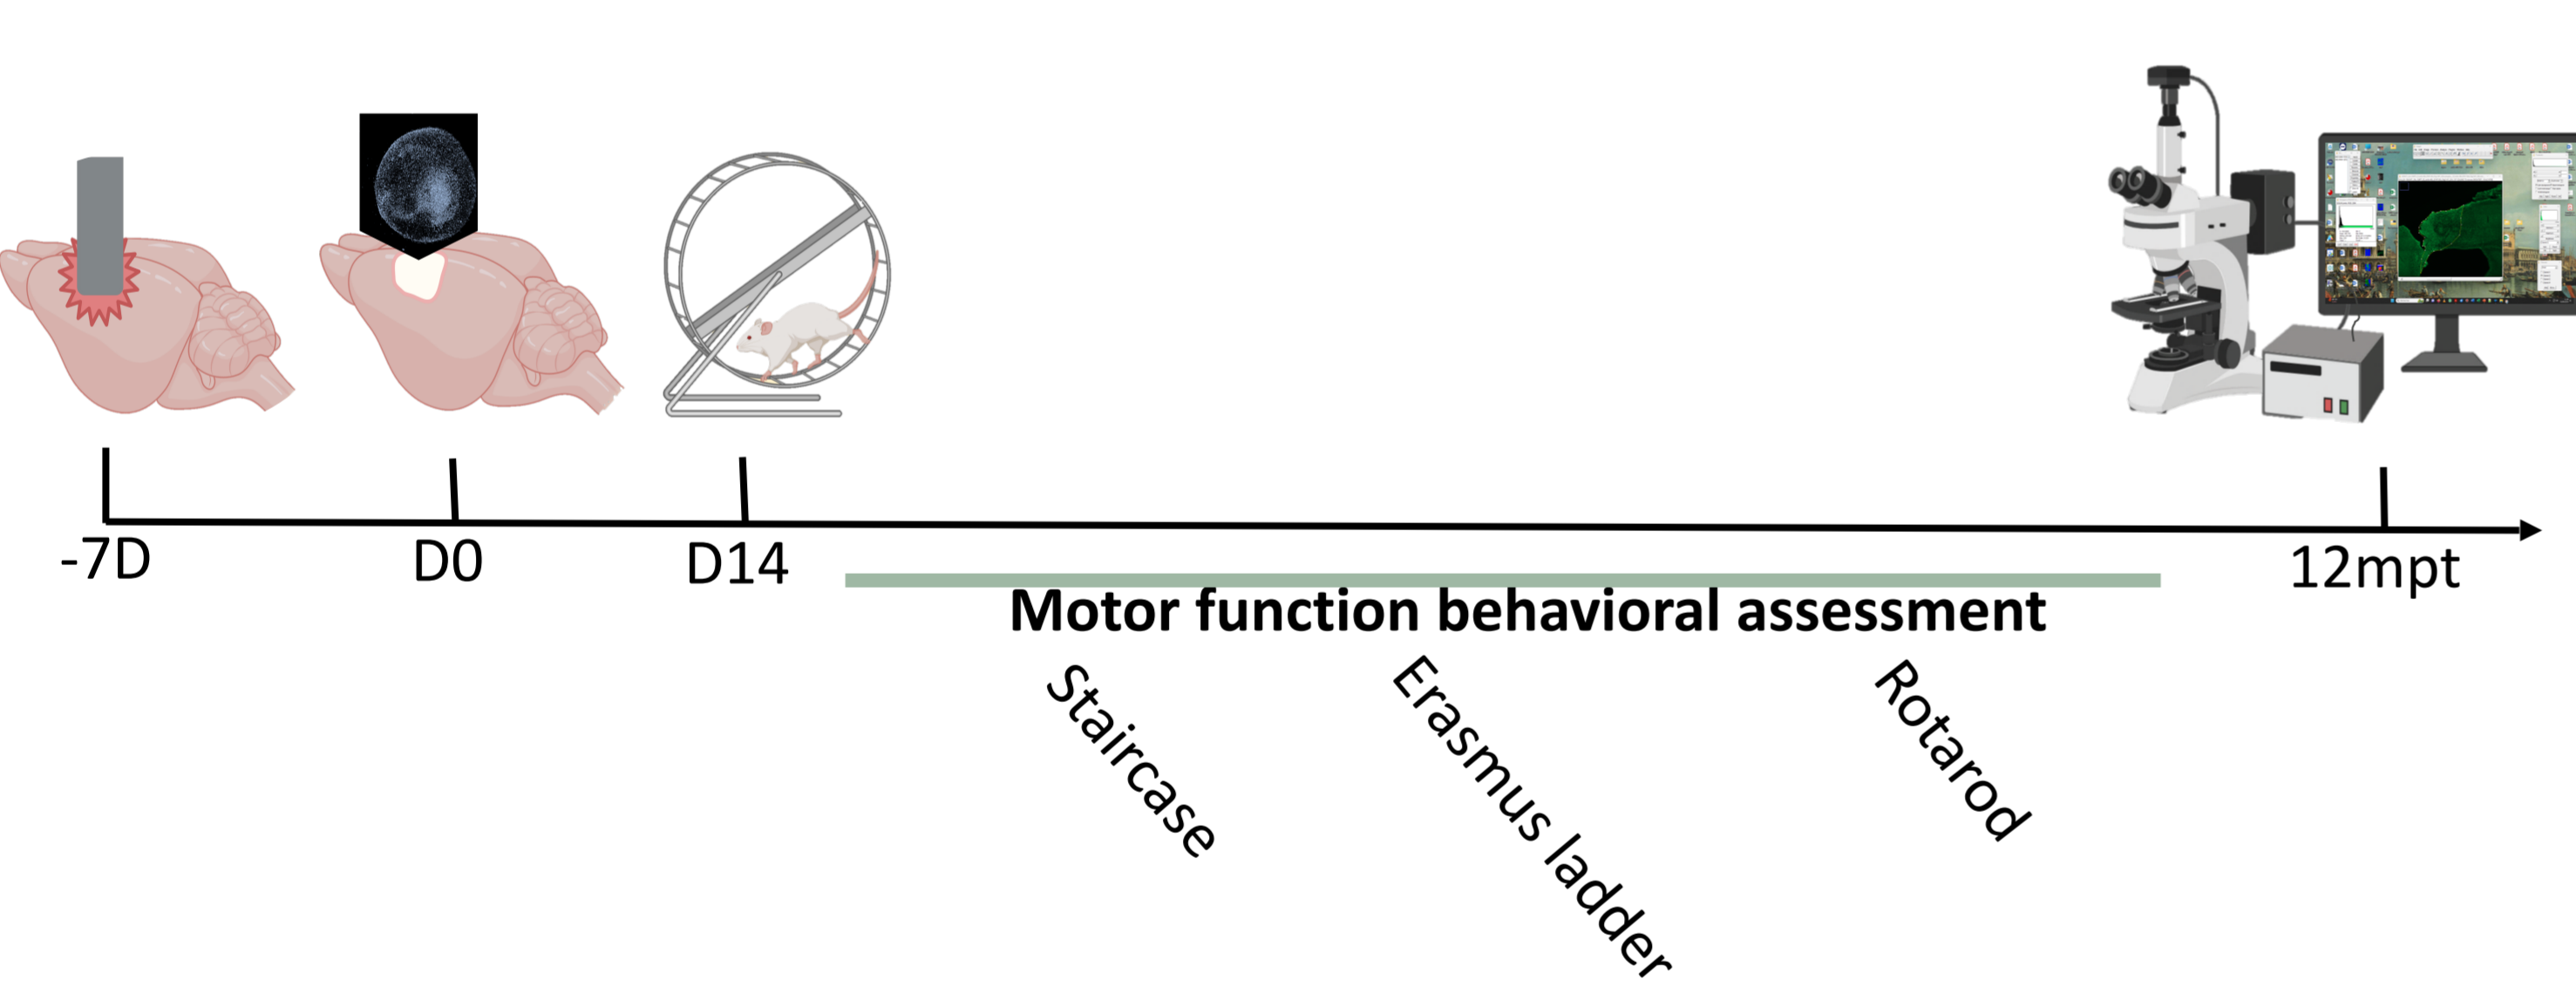 -7D
D0
D14
12mpt
Motor function behavioral assessment
Staircase
Erasmus ladder
Rotarod